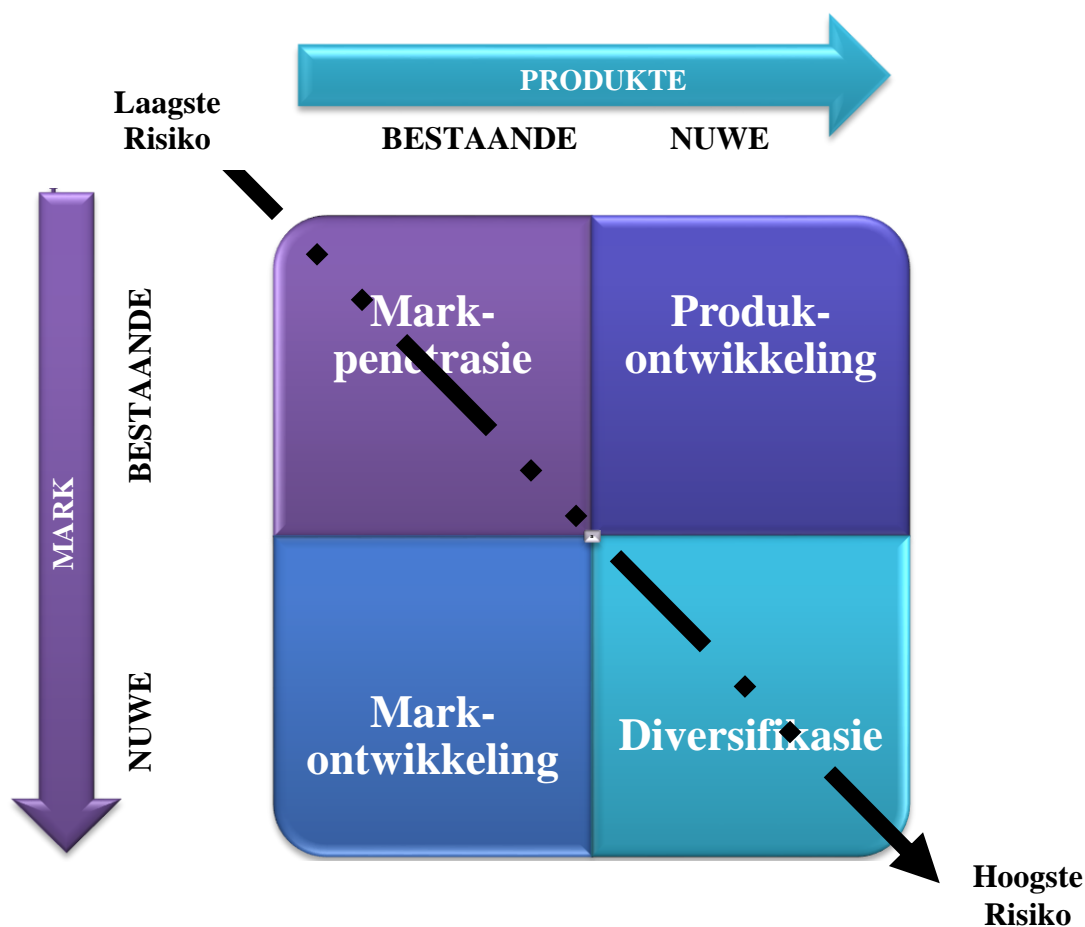 PRODUKTE
Laagste
Risiko
BESTAANDE NUWE
MARK
BESTAANDE
NUWE
Mark-
penetrasie
Produk-
ontwikkeling
Mark-
ontwikkeling
Diversifikasie
Hoogste
Risiko